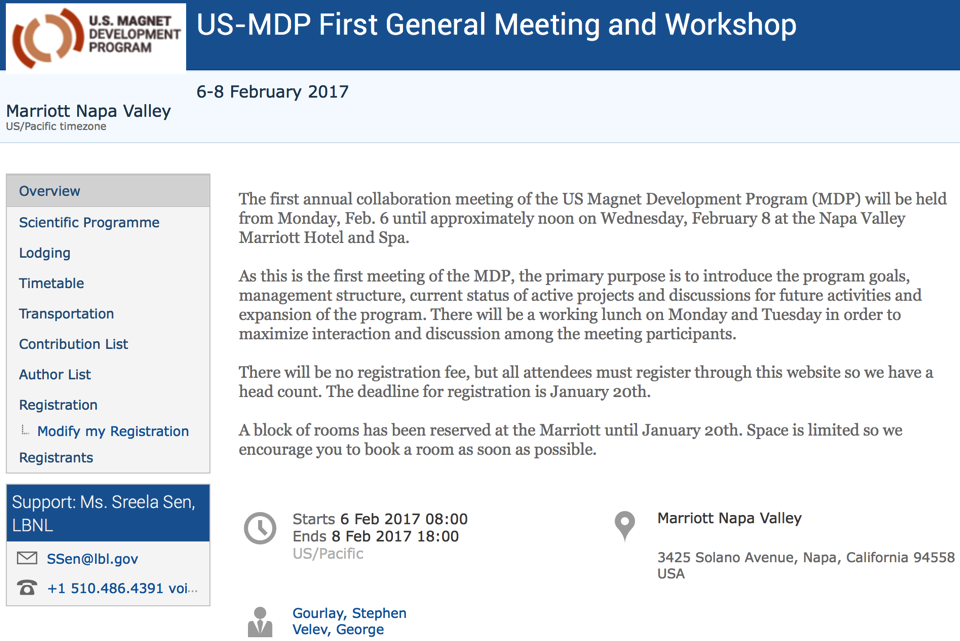 U.S. MAGNET
DEVELOPMENT
PROGRAM
US-MDP First General Meeting and Workshop
6-8 February 2017
Marriott Napa Valley
US/Pacific timezone
Overview
Scientific Programme
Lodging
Timetable
Transportation
Contribution List
Author List
Registration
Modify my Registration
Registrants
Support: Ms. Sreela Sen,
LBNL
SSen@lbl.gov
+1 510.486.4391 voi...
The first annual collaboration meeting of the US Magnet Development Program (MDP) will be held
from Monday, Feb. 6 until approximately noon on Wednesday, February 8 at the Napa Valley
Marriott Hotel and Spa.
As this is the first meeting of the MDP, the primary purpose is to introduce the program goals,
management structure, current status of active projects and discussions for future activities and
expansion of the program. There will be a working lunch on Monday and Tuesday in order to
maximize interaction and discussion among the meeting participants.
There will be no registration fee, but all attendees must register through this website so we have a
head count. The deadline for registration is January 20th.
A block of rooms has been reserved at the Marriott until January 20th. Space is limited so we
encourage you to book a room as soon as possible.
Starts 6 Feb 2017 08:00
Ends 8 Feb 2017 18:00
US/Pacific
Marriott Napa Valley
3425 Solano Avenue, Napa, California 94558
USA
Gourlay, Stephen
Velev, George